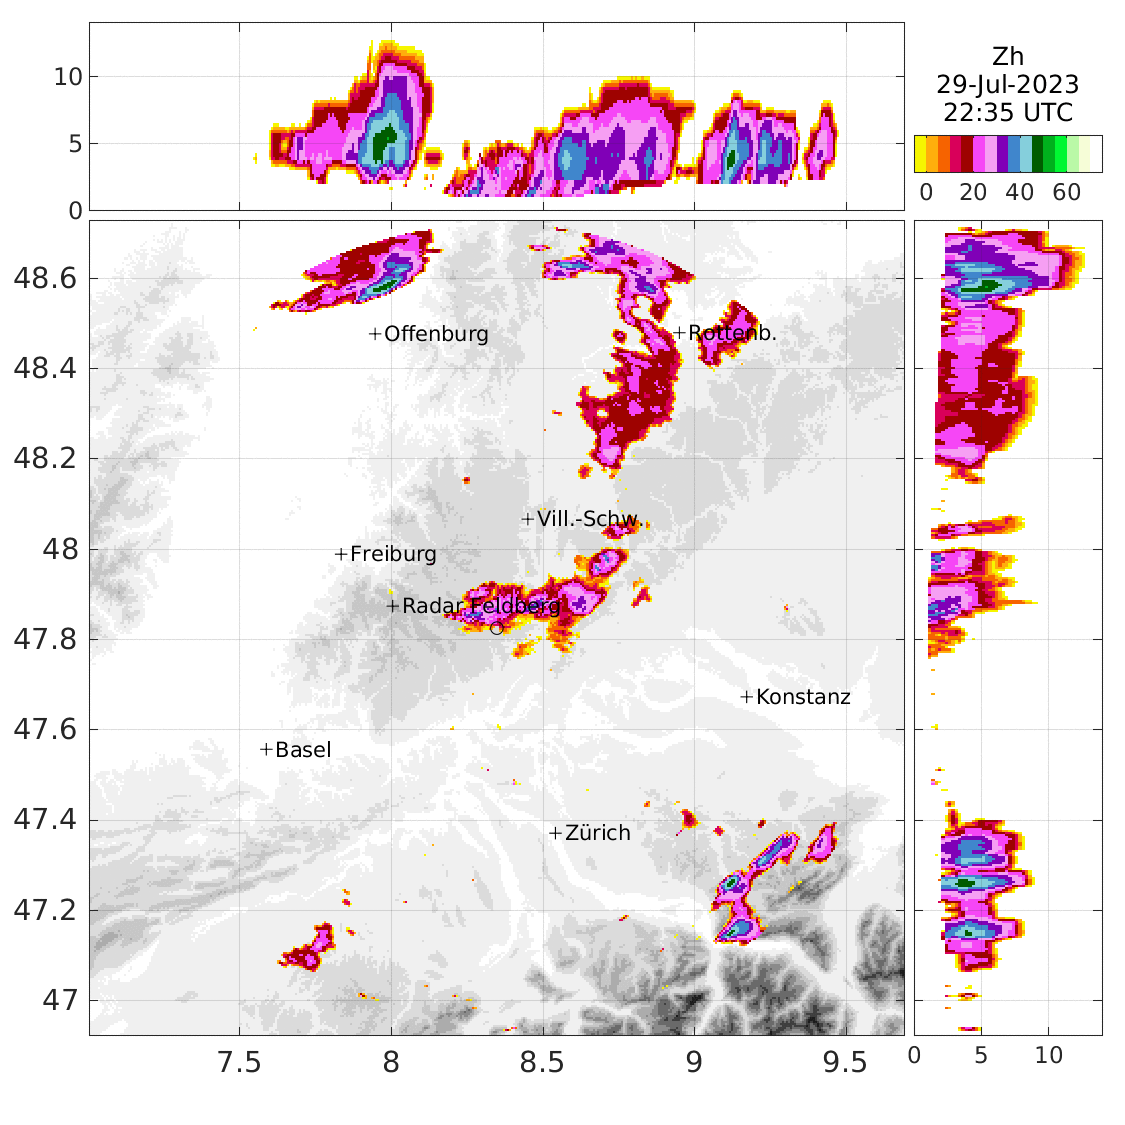 10
5
0
Zh
29-Jul-2023
22:35 UTC
0 20 40 60
48.6
48.4
48.2
48
47.8
47.6
47.4
47.2
47
Offenburg
Rottenb.
Vill.-Schw.
Freiburg
Radar Feldberg
Konstanz
Basel
Zürich
7.5 8 8.5 9 9.5
0 5 10